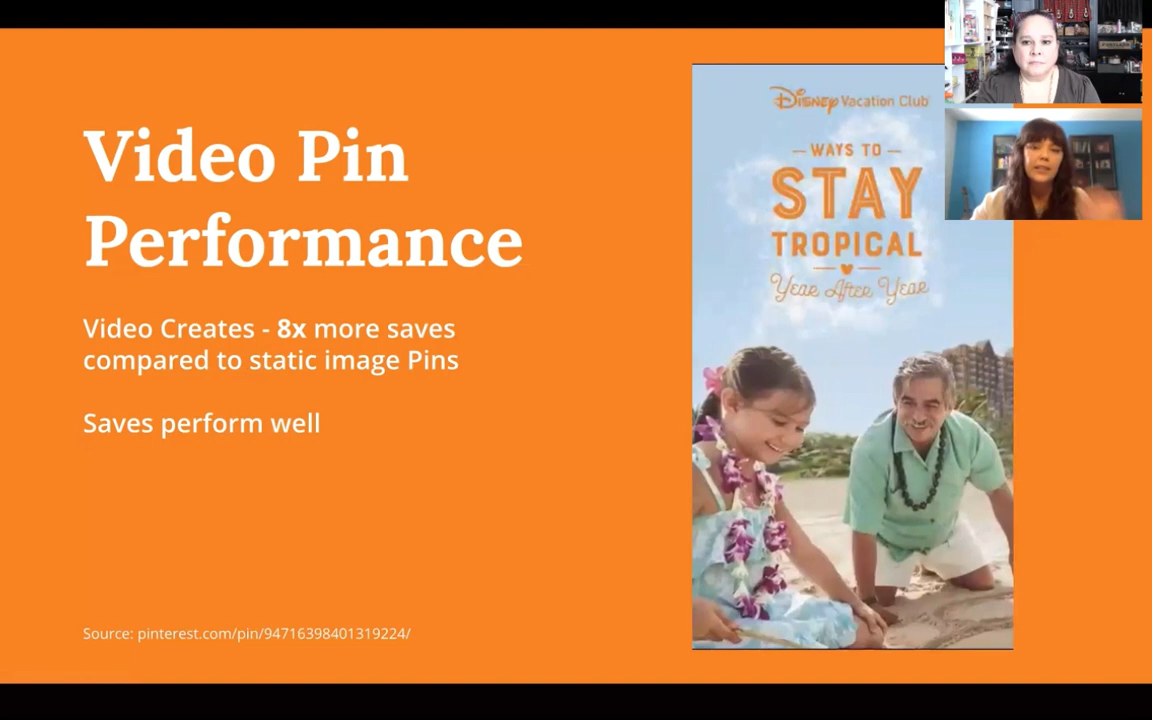 Video Pin
Performance
Video Creates - 8x more saves
compared to static image Pins
Saves perform well
Source: pinterest.com/pin/94716398401319224/
Disney Vacation Club
WAYS TO
STAY
TROPICAL
Year After Year